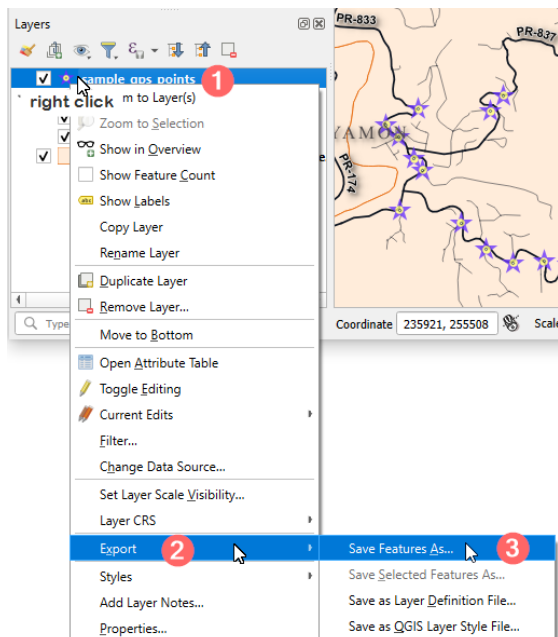 Layers
sample_gps_points
1
right click
m to Layer(s)
Zoom to Selection
Show in Overview
Show Feature Count
Show Labels
Copy Layer
Rename Layer
Duplicate Layer
Remove Layer...
Move to Bottom
Open Attribute Table
Toggle Editing
Current Edits
Filter...
Change Data Source...
Set Layer Scale Visibility...
Layer CRS
Export
2
Styles
Add Layer Notes...
Properties...
Save Features As...
3
Save Selected Features As...
Save as Layer Definition File...
Save as QGIS Layer Style File...
Type
Coordinate 235921, 255508 Scale
PR-833
PR-837
YAMON
PR-174